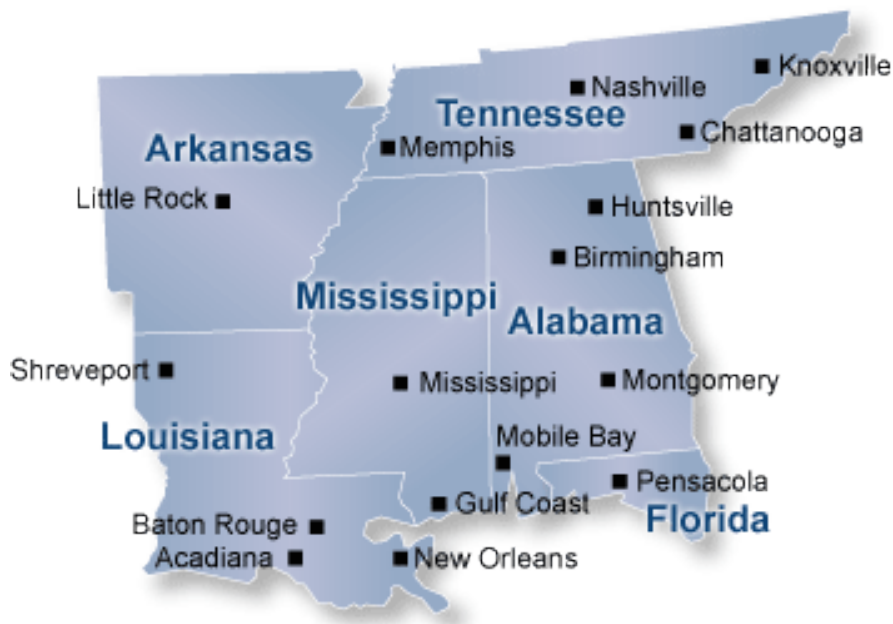 Knoxville
Nashville
Tennessee
Chattanooga
Memphis
Arkansas
Little Rock
Huntsville
Birmingham
Mississippi
Alabama
Shreveport
Mississippi
Montgomery
Louisiana
Mobile Bay
Pensacola
Gulf Coast
Florida
Baton Rouge
Acadiana
New Orleans